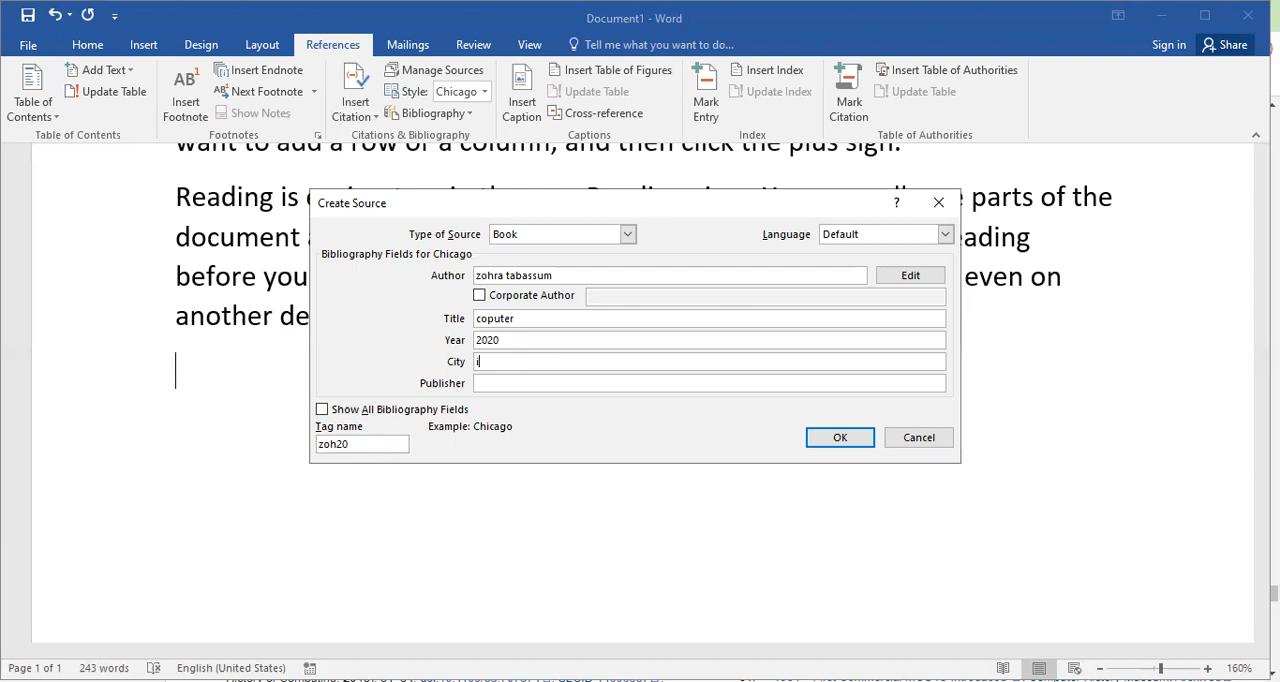 Document1 - Word
File Home Insert Design Layout References Mailings Review View Tell me what you want to do... Sign in Share
Table of Contents
Add Text
Update Table
Table of Contents
AB1
Insert Footnote
Insert Endnote
Next Footnote
Show Notes
Footnotes
Insert Citation
Manage Sources
Style: Chicago
Bibliography
Citations & Bibliography
Insert Caption
Insert Table of Figures
Update Table
Cross-reference
Captions
Mark Entry
Insert Index
Update Index
Index
Mark Citation
Insert Table of Authorities
Update Table
Table of Authorities
want to add a row or a column, and then click the plus sign.
Reading is parts of the
document eading
before you even on
another de
Create Source
?
Type of Source Book Language Default
Bibliography Fields for Chicago
Author zohra tabassum Edit
Corporate Author
Title coputer
Year 2020
City i
Publisher
Show All Bibliography Fields
Tag name Example: Chicago
zoh20
OK Cancel
Page 1 of 1 243 words English (United States) 160%